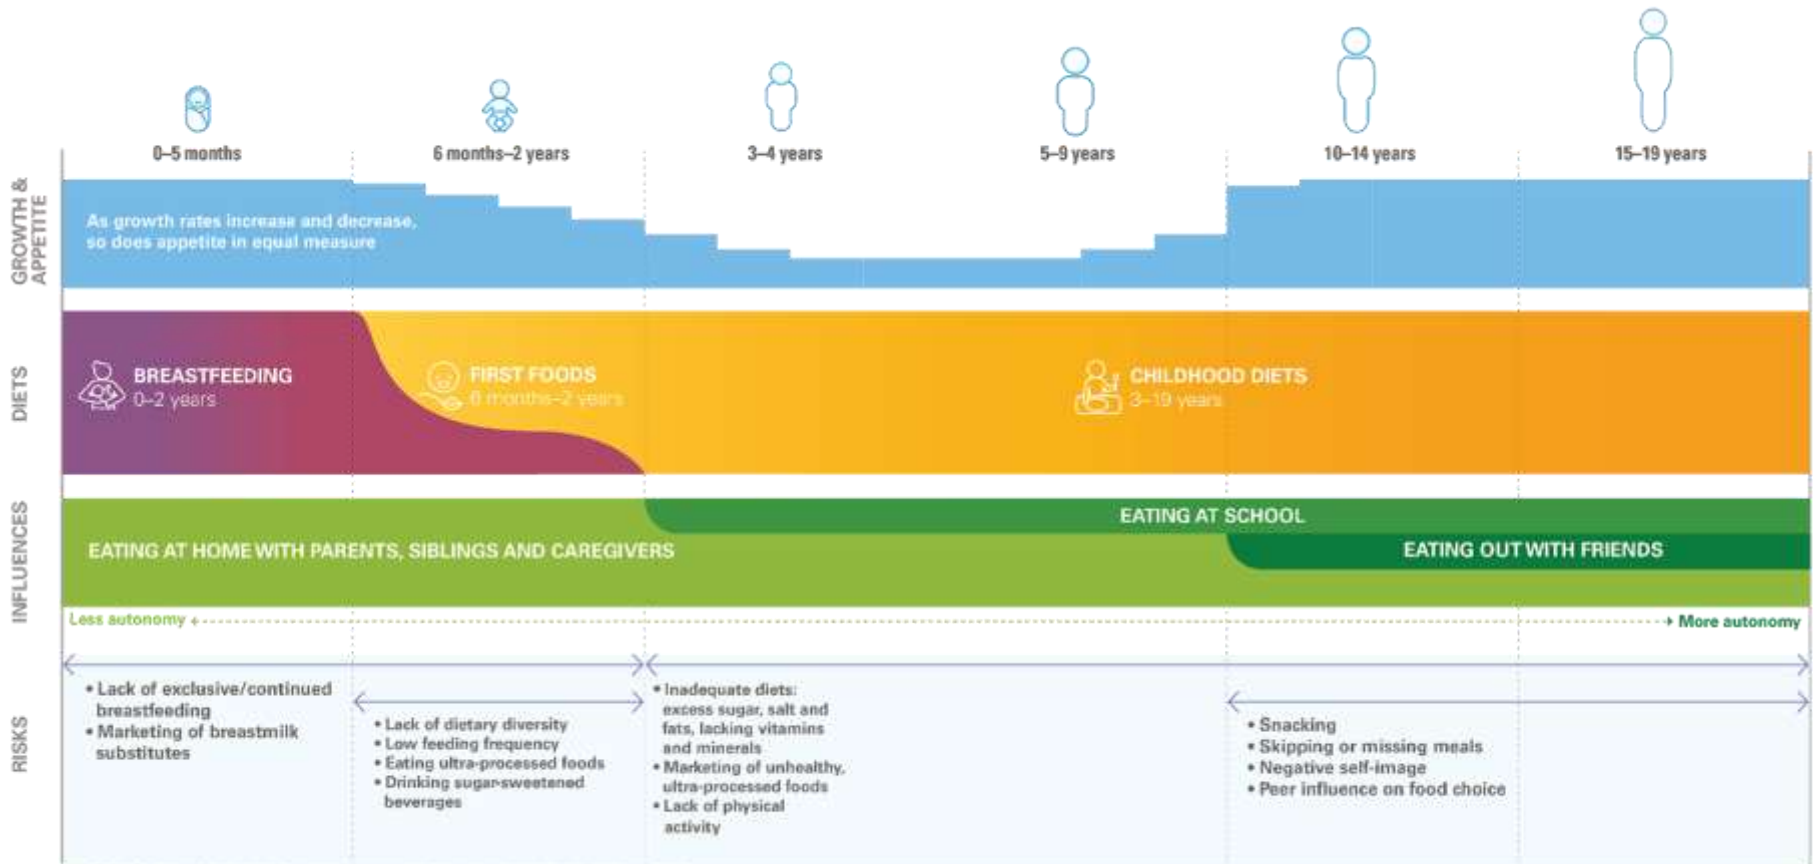 0–5 months
6 months–2 years
3–4 years
5–9 years
10–14 years
15–19 years
GROWTH &
APPETITE
As growth rates increase and decrease,
so does appetite in equal measure
DIETS
BREASTFEEDING
0–2 years
FIRST FOODS
6 months–2 years
CHILDHOOD DIETS
3–19 years
INFLUENCES
EATING AT SCHOOL
EATING AT HOME WITH PARENTS, SIBLINGS AND CAREGIVERS
EATING OUT WITH FRIENDS
Less autonomy
More autonomy
RISKS
• Lack of exclusive/continued
breastfeeding
• Marketing of breastmilk
substitutes
• Lack of dietary diversity
• Low feeding frequency
• Eating ultra-processed foods
• Drinking sugar-sweetened
beverages
• Inadequate diets:
excess sugar, salt and
fats, lacking vitamins
and minerals
• Marketing of unhealthy,
ultra-processed foods
• Lack of physical
activity
• Snacking
• Skipping or missing meals
• Negative self-image
• Peer influence on food choice